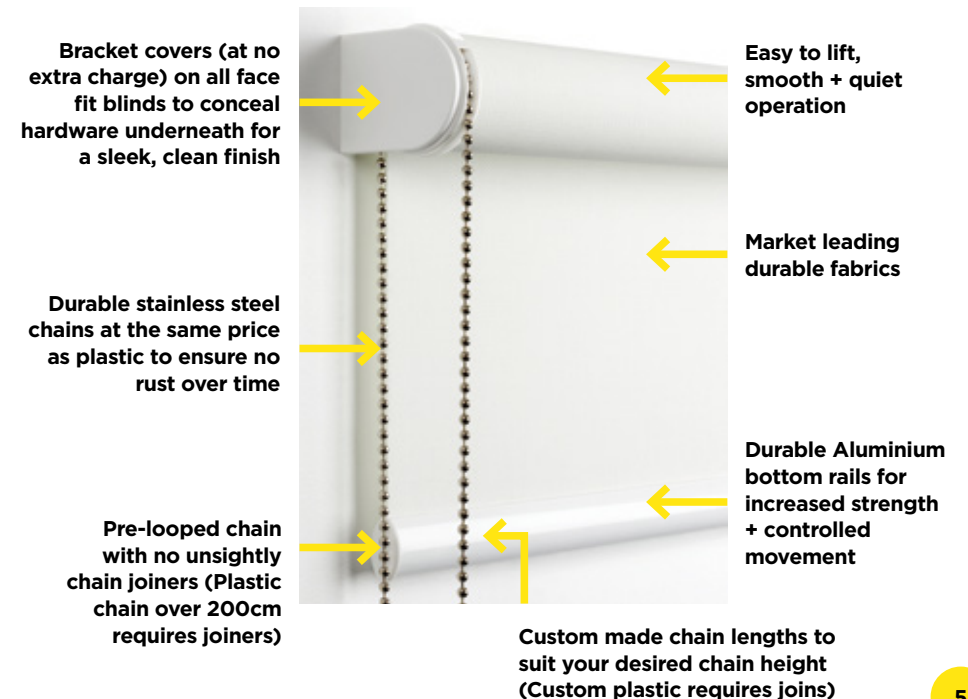 Bracket covers (at no
extra charge) on all face
fit blinds to conceal
hardware underneath for
a sleek, clean finish
Easy to lift,
smooth + quiet
operation
Market leading
durable fabrics
Durable stainless steel
chains at the same price
as plastic to ensure no
rust over time
Durable Aluminium
bottom rails for
increased strength
+ controlled
movement
Pre-looped chain
with no unsightly
chain joiners (Plastic
chain over 200cm
requires joiners)
Custom made chain lengths to
suit your desired chain height
(Custom plastic requires joins)
5